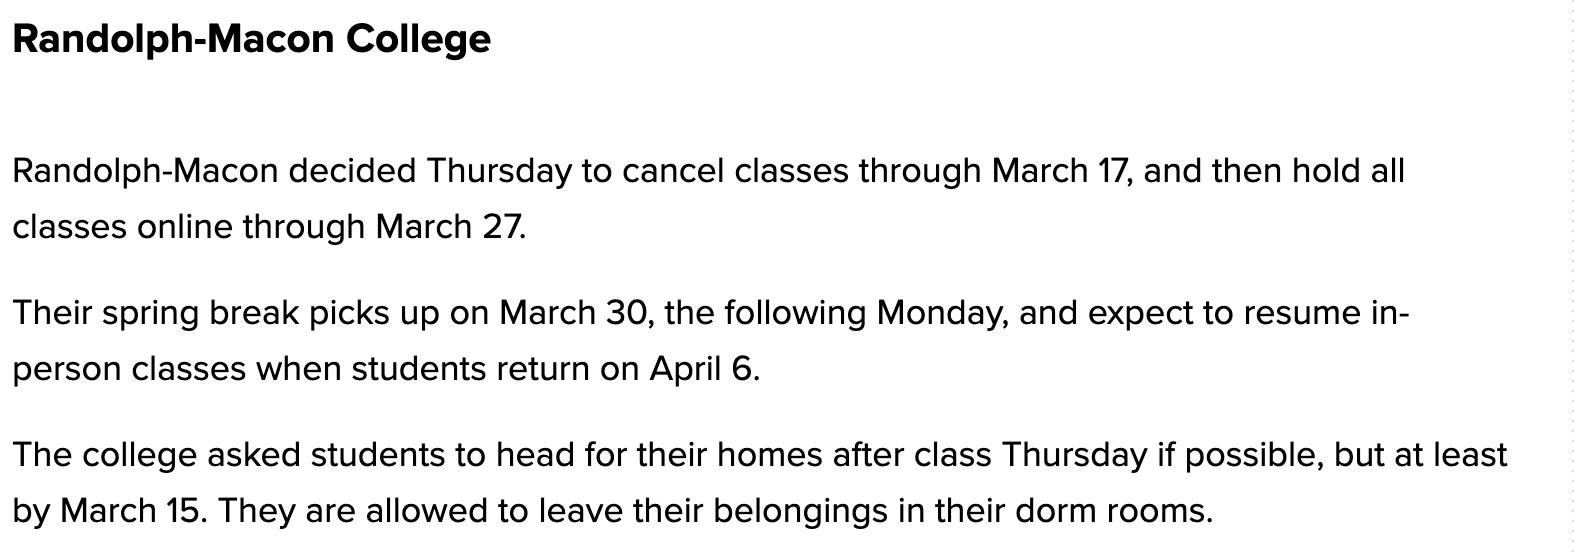 Randolph-Macon College
Randolph-Macon decided Thursday to cancel classes through March 17, and then hold all
classes online through March 27.
Their spring break picks up on March 30, the following Monday, and expect to resume in-
person classes when students return on April 6.
The college asked students to head for their homes after class Thursday if possible, but at least
by March 15. They are allowed to leave their belongings in their dorm rooms.